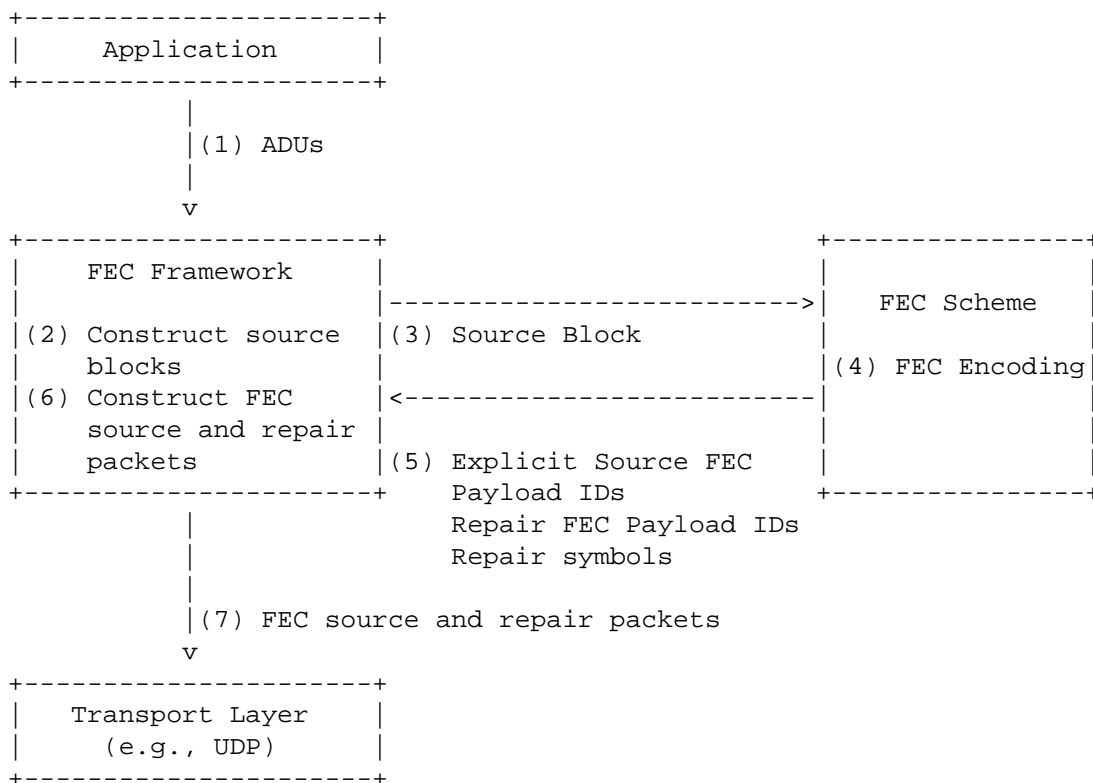 Application
(1) ADUs
FEC Framework
FEC Scheme
(2) Construct source
(3) Source Block
blocks
(4) FEC Encoding
(6) Construct FEC
source and repair
packets
(5) Explicit Source FEC
Payload IDs
Repair FEC Payload IDs
Repair symbols
(7) FEC source and repair packets
Transport Layer
(e.g., UDP)